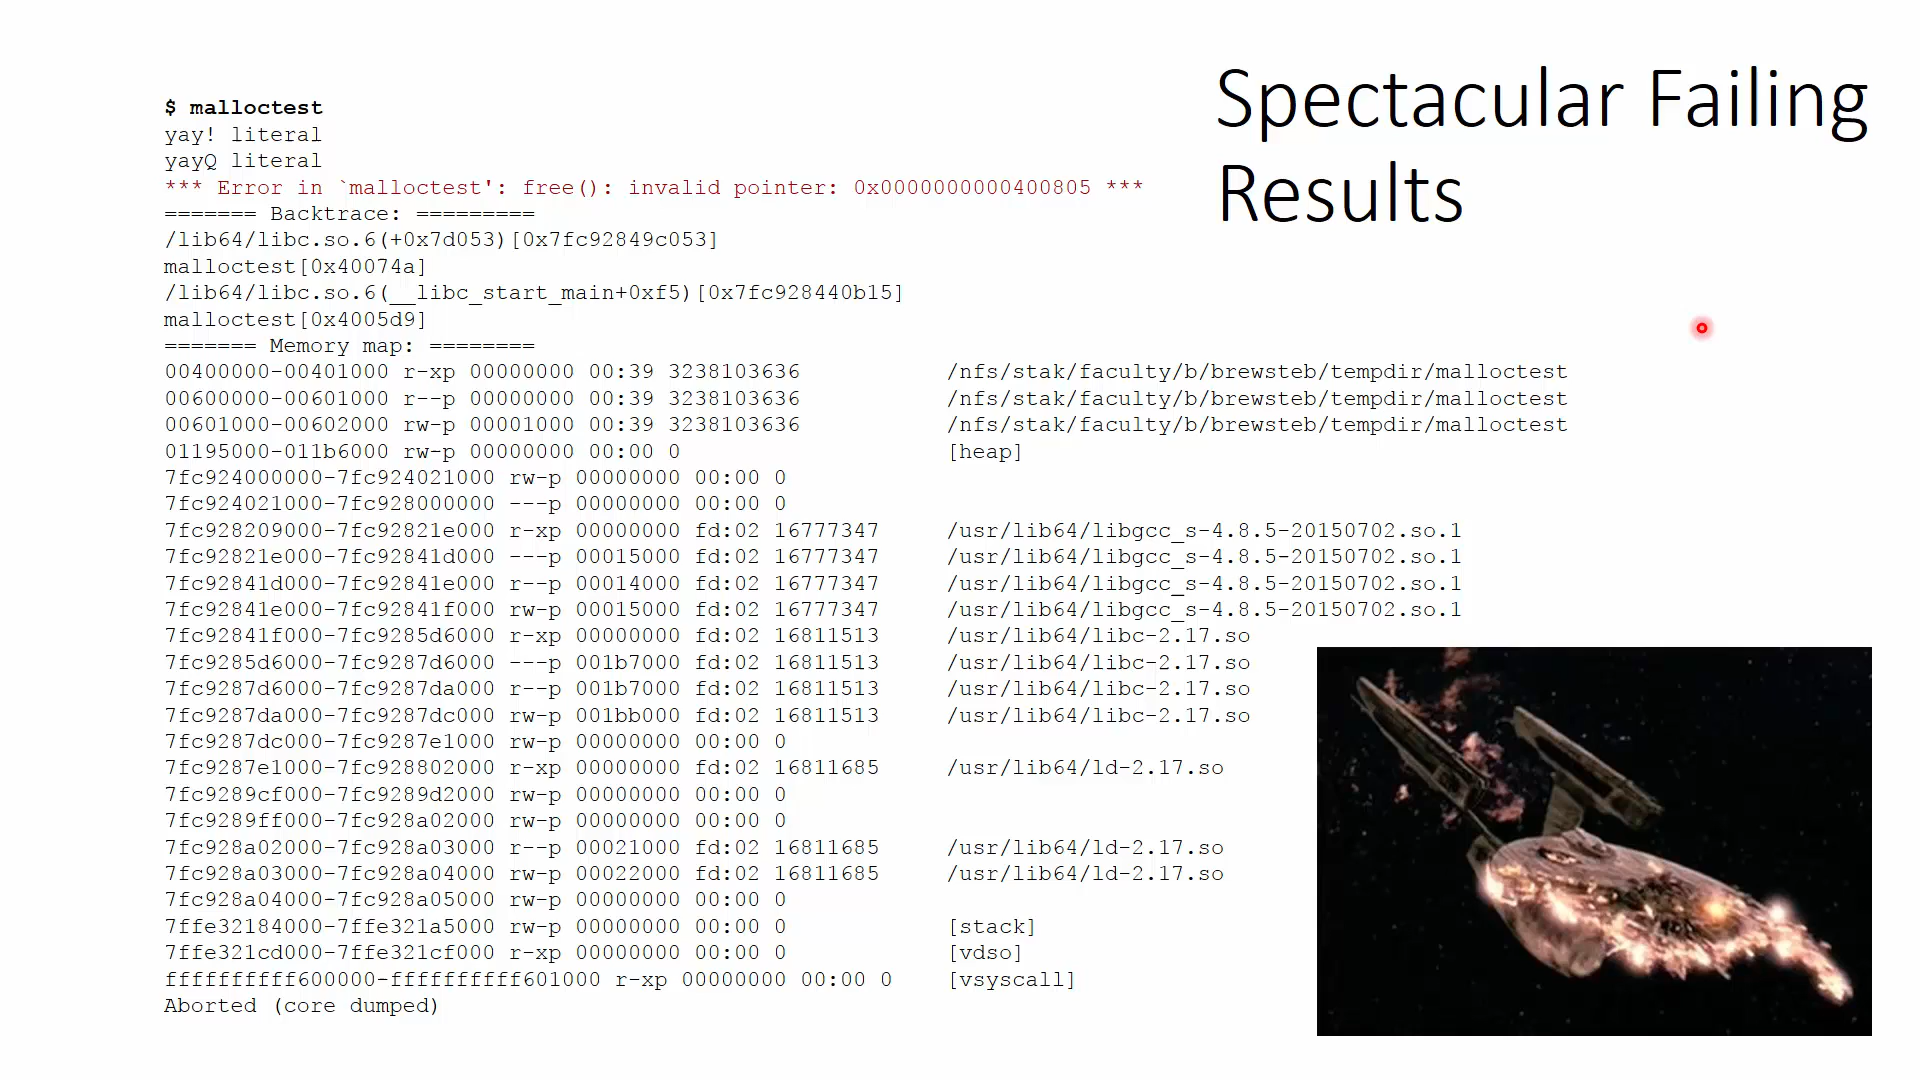 Spectacular Failing
Results
$ malloctest
yay! literal
yayQ literal
*** Error in `malloctest': free(): invalid pointer: 0x0000000000400805 ***
======= Backtrace: =========
/lib64/libc.so.6(+0x7d053)[0x7fc92849c053]
malloctest[0x40074a]
/lib64/libc.so.6(__libc_start_main+0xf5)[0x7fc928440b15]
malloctest[0x4005d9]
======= Memory map: ========
00400000-00401000 r-xp 00000000 00:39 3238103636 /nfs/stak/faculty/b/brewsteb/tempdir/malloctest
00600000-00601000 r--p 00000000 00:39 3238103636 /nfs/stak/faculty/b/brewsteb/tempdir/malloctest
00601000-00602000 rw-p 00001000 00:39 3238103636 /nfs/stak/faculty/b/brewsteb/tempdir/malloctest
01195000-011b6000 rw-p 00000000 00:00 0 [heap]
7fc924000000-7fc924021000 rw-p 00000000 00:00 0
7fc924021000-7fc928000000 ---p 00000000 00:00 0
7fc928209000-7fc92821e000 r-xp 00000000 fd:02 16777347 /usr/lib64/libgcc_s-4.8.5-20150702.so.1
7fc92821e000-7fc92841d000 ---p 00015000 fd:02 16777347 /usr/lib64/libgcc_s-4.8.5-20150702.so.1
7fc92841d000-7fc92841e000 r--p 00014000 fd:02 16777347 /usr/lib64/libgcc_s-4.8.5-20150702.so.1
7fc92841e000-7fc92841f000 rw-p 00015000 fd:02 16777347 /usr/lib64/libgcc_s-4.8.5-20150702.so.1
7fc92841f000-7fc9285d6000 r-xp 00000000 fd:02 16811513 /usr/lib64/libc-2.17.so
7fc9285d6000-7fc9287d6000 ---p 001b7000 fd:02 16811513 /usr/lib64/libc-2.17.so
7fc9287d6000-7fc9287da000 r--p 001b7000 fd:02 16811513 /usr/lib64/libc-2.17.so
7fc9287da000-7fc9287dc000 rw-p 001bb000 fd:02 16811513 /usr/lib64/libc-2.17.so
7fc9287dc000-7fc9287e1000 rw-p 00000000 00:00 0
7fc9287e1000-7fc928802000 r-xp 00000000 fd:02 16811685 /usr/lib64/ld-2.17.so
7fc9289cf000-7fc9289d2000 rw-p 00000000 00:00 0
7fc9289ff000-7fc928a02000 rw-p 00000000 00:00 0
7fc928a02000-7fc928a03000 r--p 00021000 fd:02 16811685 /usr/lib64/ld-2.17.so
7fc928a03000-7fc928a04000 rw-p 00022000 fd:02 16811685 /usr/lib64/ld-2.17.so
7fc928a04000-7fc928a05000 rw-p 00000000 00:00 0
7ffe32184000-7ffe321a5000 rw-p 00000000 00:00 0 [stack]
7ffe321cd000-7ffe321cf000 r-xp 00000000 00:00 0 [vdso]
ffffffffff600000-ffffffffff601000 r-xp 00000000 00:00 0 [vsyscall]
Aborted (core dumped)